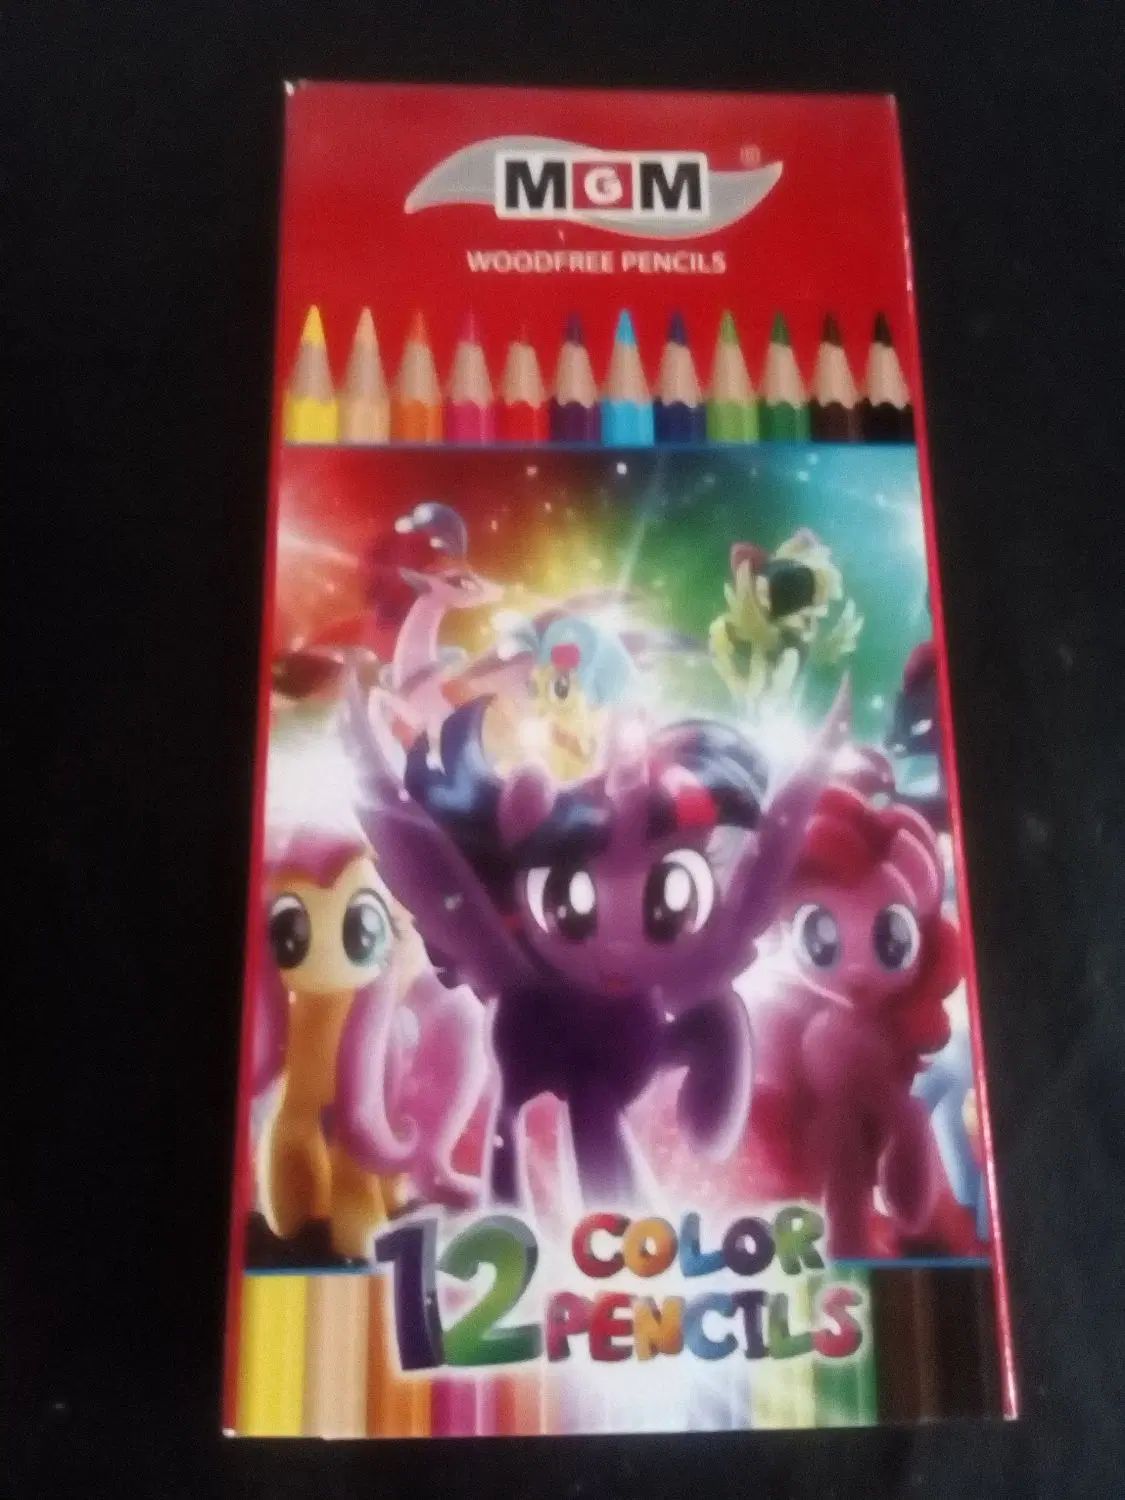 MGM ®
WOODFREE PENCILS
12 COLOR
PENCILS